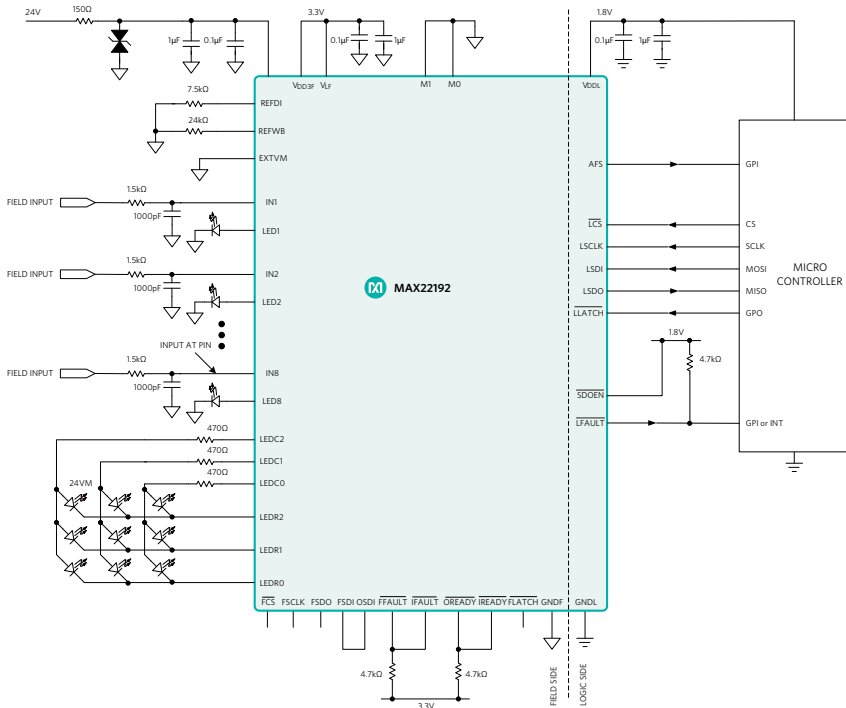 24V
150Ω
3.3V
1.8V
1µF
0.1µF
0.1µF
1µF
0.1µF
1µF
VDD3F
VLF
M1
M0
VDDL
7.5kΩ
REFDI
24kΩ
REFWB
EXTVM
AFS
GPI
1.5kΩ
FIELD INPUT
IN1
1000pF
LED1
LCS
CS
LSCLK
SCLK
1.5kΩ
FIELD INPUT
IN2
1000pF
LED2
LSDI
MOSI
MICRO
CONTROLLER
MAX22192
LSDO
MISO
LLATCH
GPO
INPUT AT PIN
1.8V
1.5kΩ
4.7kΩ
FIELD INPUT
IN8
1000pF
LED8
SDOEN
LFAULT
GPI or INT
470Ω
LEDC2
470Ω
LEDC1
470Ω
LEDC0
24VM
LEDR2
LEDR1
LEDR0
FCS
FSCLK
FSDO
FSDI
OSDI
FFAULT
IFAULT
OREADY
IREADY
FLATCH
GNDF
GNDL
4.7kΩ
4.7kΩ
3.3V
FIELD SIDE
LOGIC SIDE